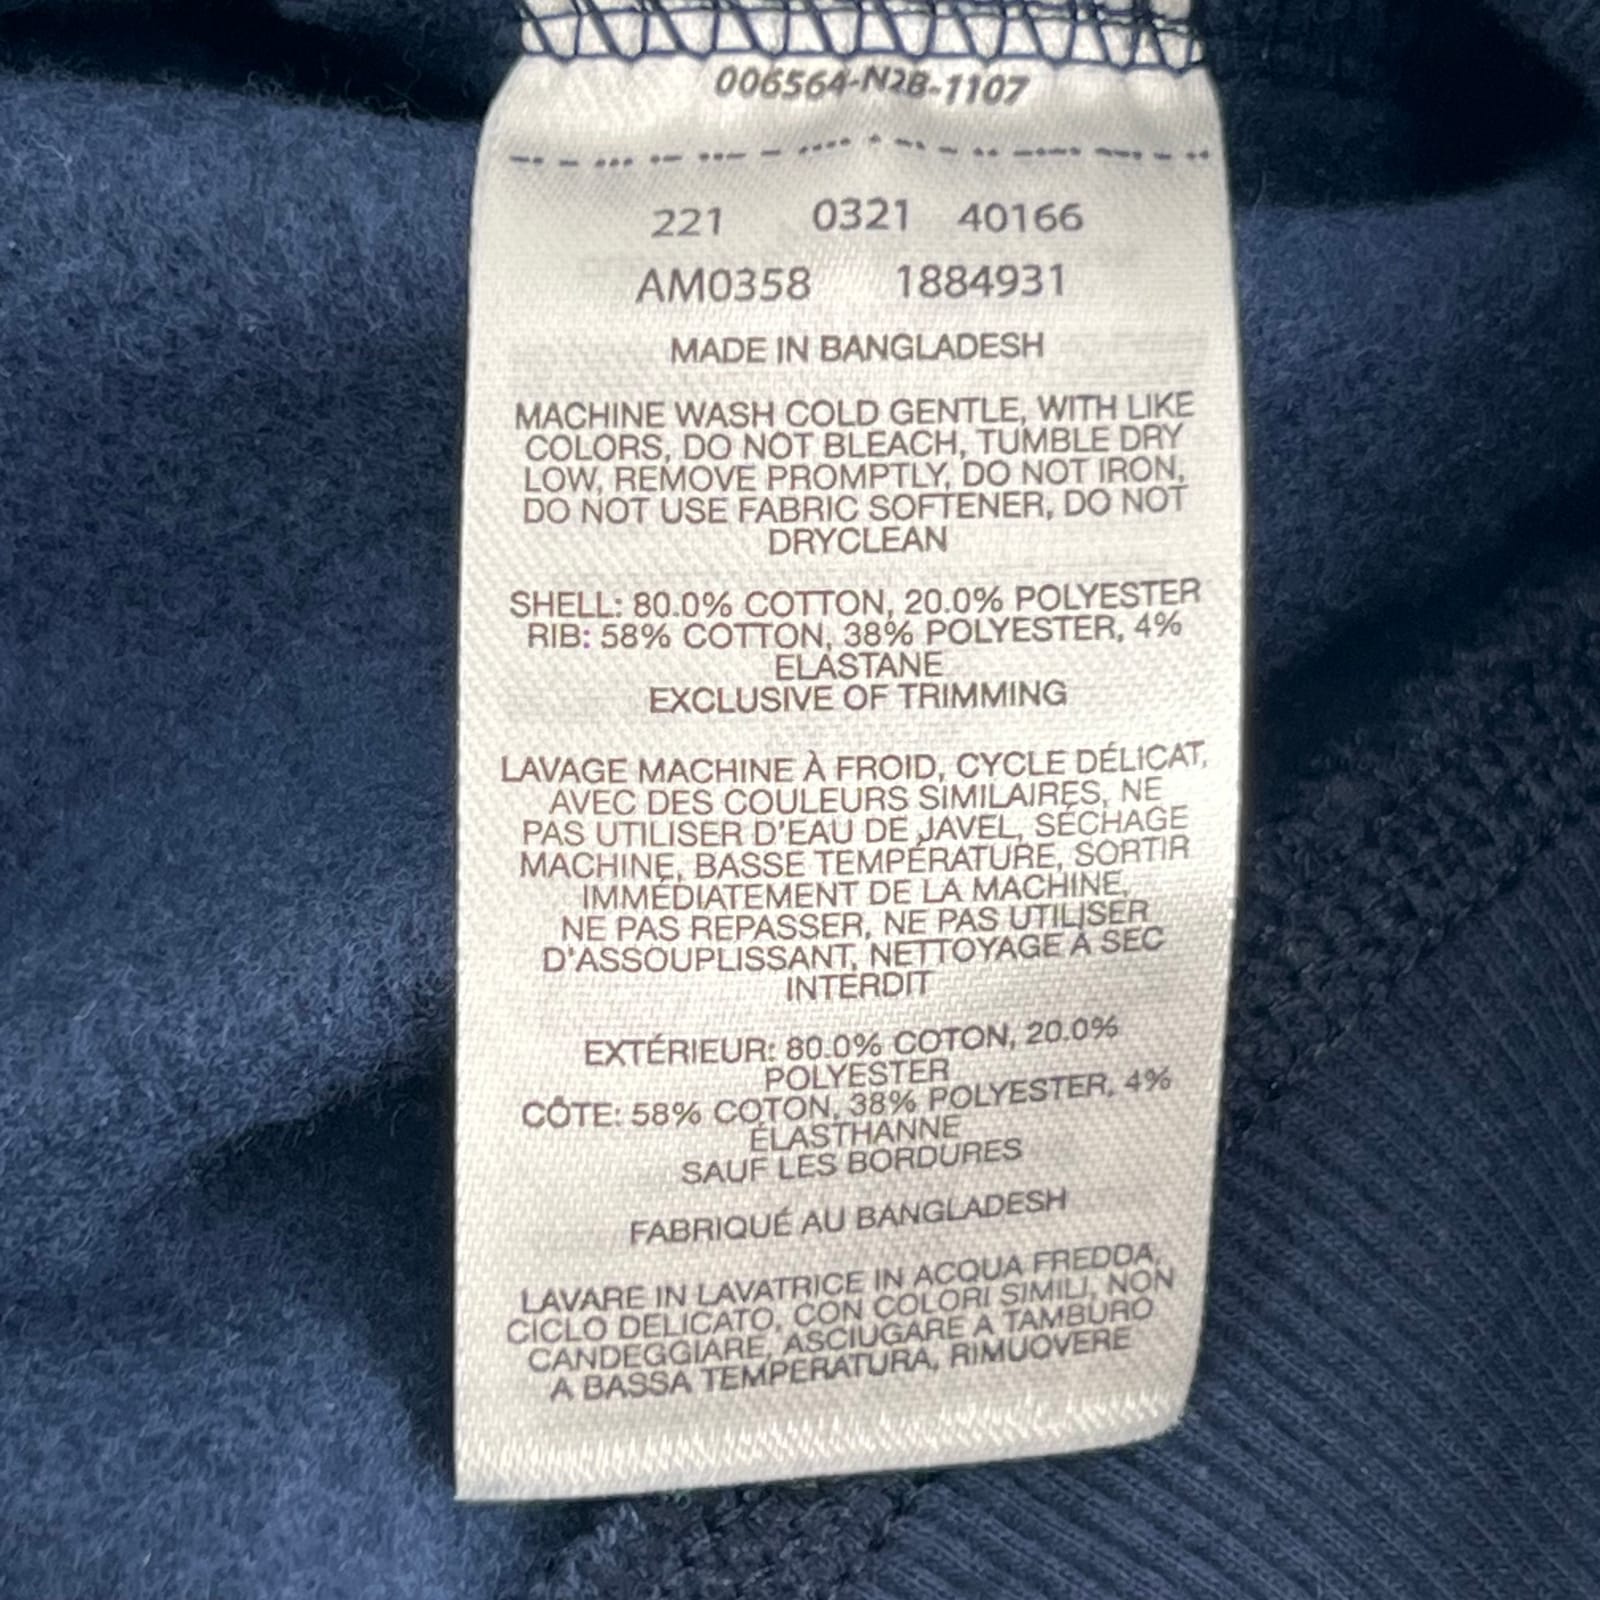 006564-N2B-1107
221 0321 40166
AM0358 1884931
MADE IN BANGLADESH
MACHINE WASH COLD GENTLE, WITH LIKE
COLORS, DO NOT BLEACH, TUMBLE DRY
LOW, REMOVE PROMPTLY, DO NOT IRON,
DO NOT USE FABRIC SOFTENER, DO NOT
DRYCLEAN
SHELL: 80.0% COTTON, 20.0% POLYESTER
RIB: 58% COTTON, 38% POLYESTER, 4%
ELASTANE
EXCLUSIVE OF TRIMMING
LAVAGE MACHINE À FROID, CYCLE DÉLICAT,
AVEC DES COULEURS SIMILAIRES, NE
PAS UTILISER D'EAU DE JAVEL, SÉCHAGE
MACHINE, BASSE TEMPÉRATURE, SORTIR
IMMÉDIATEMENT DE LA MACHINE,
NE PAS REPASSER, NE PAS UTILISER
D'ASSOUPLISSANT, NETTOYAGE À SEC
INTERDIT
EXTÉRIEUR: 80.0% COTON, 20.0%
POLYESTER
CÔTE: 58% COTON, 38% POLYESTER, 4%
ÉLASTHANNE
SAUF LES BORDURES
FABRIQUÉ AU BANGLADESH
LAVARE IN LAVATRICE IN ACQUA FREDDA,
CICLO DELICATO, CON COLORI SIMILI, NON
CANDEGGIARE, ASCIUGARE A TAMBURO
A BASSA TEMPERATURA, RIMUOVERE